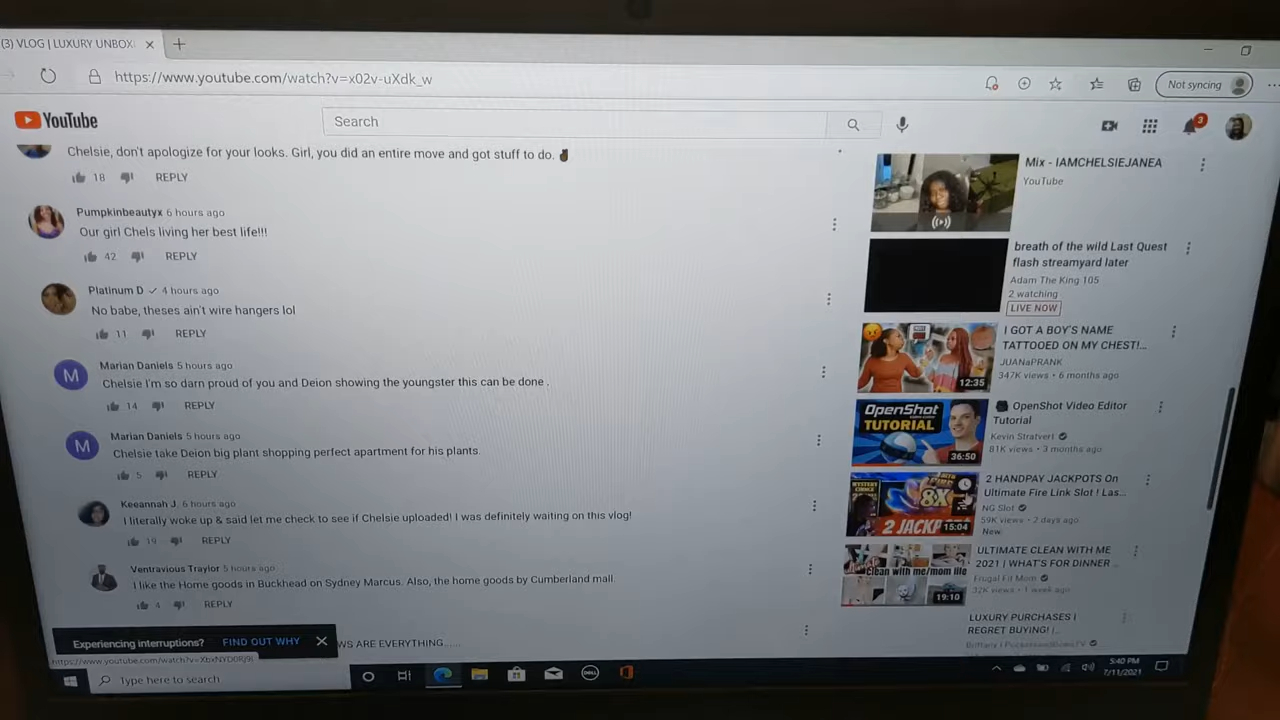 (3) VLOG | LUXURY UNBOX
https://www.youtube.com/watch?v=x02v-uXdk_w
Not syncing
YouTube
Search
3
Chelsie, don't apologize for your looks. Girl, you did an entire move and got stuff to do.
18 REPLY
Pumpkinbeautyx 6 hours ago
Our girl Chels living her best life!!!
42 REPLY
Platinum D 4 hours ago
No babe, theses ain't wire hangers lol
11 REPLY
M
Marian Daniels 5 hours ago
Chelsie I'm so darn proud of you and Deion showing the youngster this can be done .
14 REPLY
M
Marian Daniels 5 hours ago
Chelsie take Deion big plant shopping perfect apartment for his plants.
5 REPLY
Keeannah J. 6 hours ago
I literally woke up & said let me check to see if Chelsie uploaded! I was definitely waiting on this vlog!
19 REPLY
Ventravious Traylor 5 hours ago
I like the Home goods in Buckhead on Sydney Marcus. Also, the home goods by Cumberland mall.
4 REPLY
WS ARE EVERYTHING......
Experiencing interruptions? FIND OUT WHY
Mix - IAMCHELSIEJANEA
YouTube
breath of the wild Last Quest
flash streamyard later
Adam The King 105
2 watching
LIVE NOW
I GOT A BOY'S NAME
TATTOOED ON MY CHEST!...
JUANaPRANK
347K views • 6 months ago
12:35
OpenShot Video Editor
Tutorial
Kevin Stratvert
81K views • 3 months ago
OpenShot
TUTORIAL
36:50
2 HANDPAY JACKPOTS On
Ultimate Fire Link Slot ! Las...
NG Slot
59K views • 2 days ago
New
8X
2 JACKP
15:04
ULTIMATE CLEAN WITH ME
2021 | WHAT'S FOR DINNER ...
Frugal Fit Mom
32K views • 1 week ago
Clean with me/mom life
19:10
LUXURY PURCHASES I
REGRET BUYING! |...
Type here to search
DELL
5:40 PM
7/11/2021